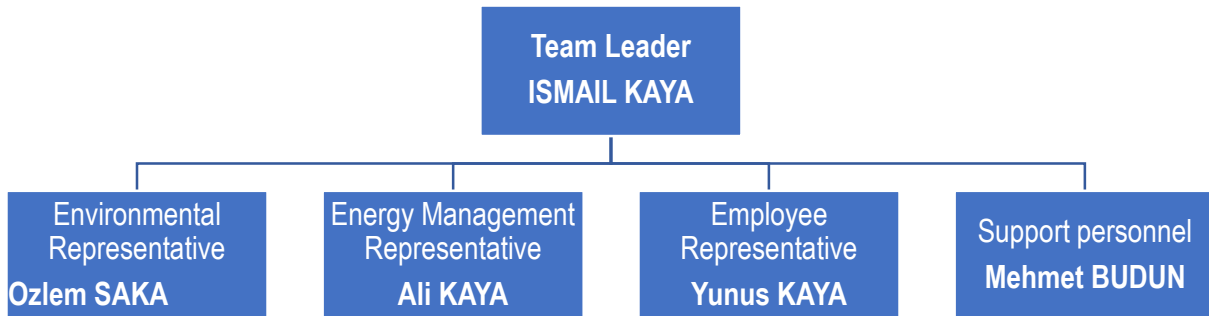 Team Leader
ISMAIL KAYA
Environmental
Representative
Ozlem SAKA
Energy Management
Representative
Ali KAYA
Employee
Representative
Yunus KAYA
Support personnel
Mehmet BUDUN